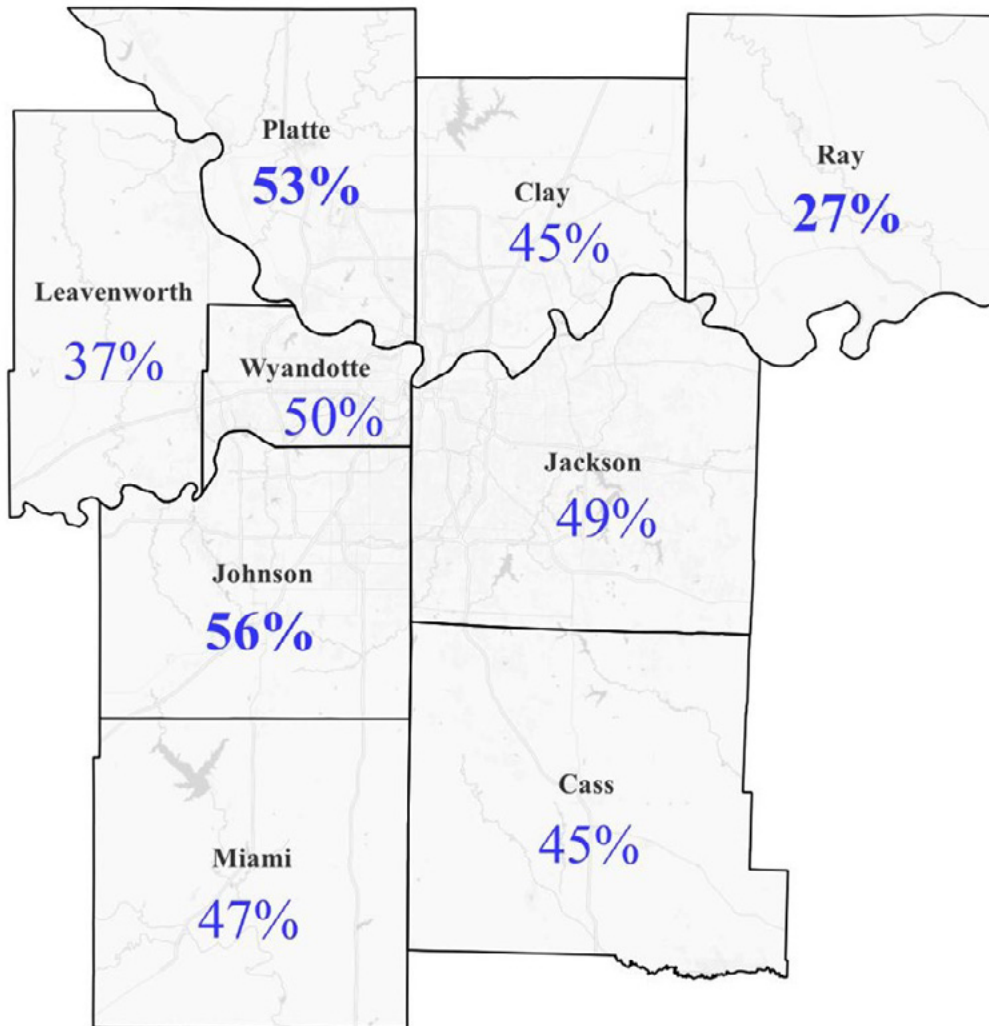 Platte
53%
Clay
45%
Ray
27%
Leavenworth
37%
Wyandotte
50%
Jackson
49%
Johnson
56%
Cass
45%
Miami
47%